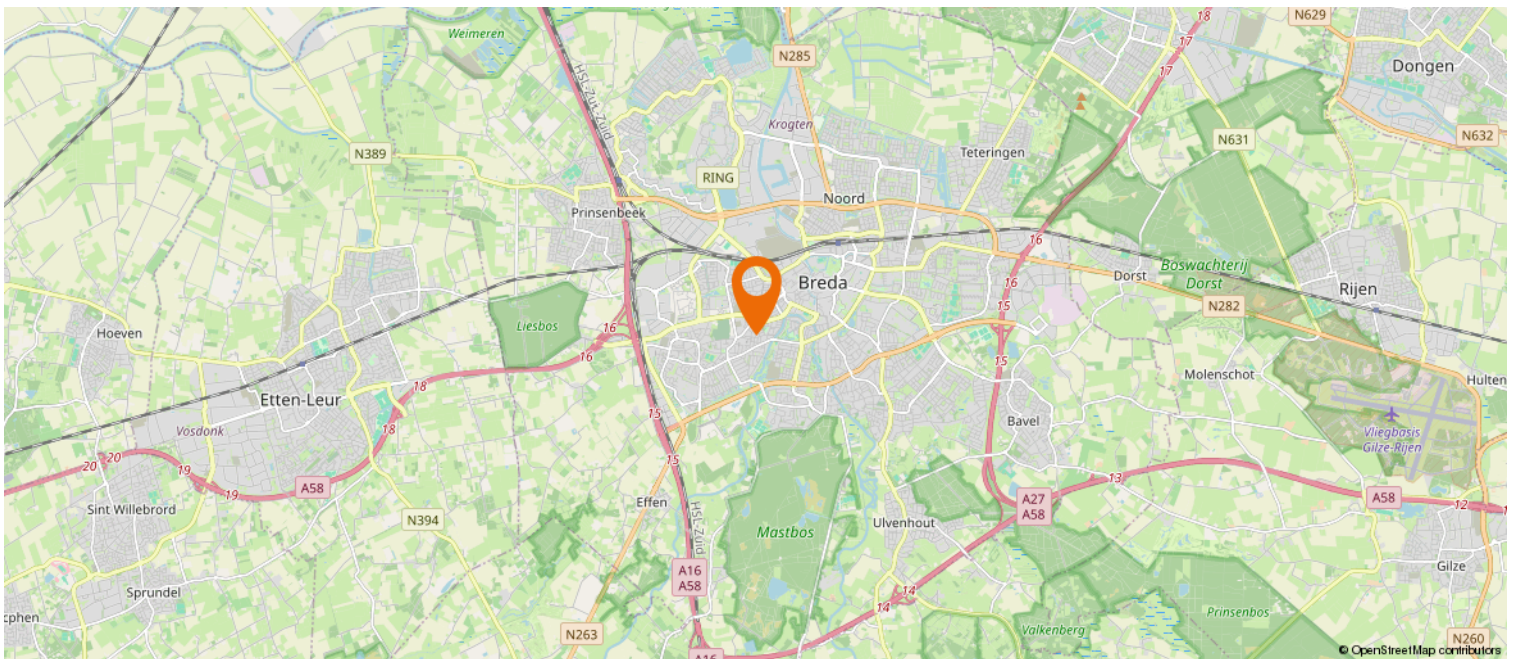 18
N629
Weimeren
17
N285
17
Dongen
HSL-Zuid
Krogten
N632
N631
N389
Teteringen
RING
Noord
Prinsenbeek
16
Boswachterij
Dorst
Dorst
Breda
16
Rijen
15
N282
Liesbos
16
Hoeven
16
15
Molenschot
Hulten
18
Etten-Leur
15
Bavel
Vliegbasis
Gilze-Rijen
Vosdonk
18
15
20
20
19
13
A58
19
A27
A58
A58
12
Effen
Sint Willebrord
N394
HSL-Zuid
Ulvenhout
Mastbos
Gilze
A16
A58
Sprundel
14
14
Prinsenbos
cphen
N263
Valkenberg
N260
A16
© OpenStreetMap contributors